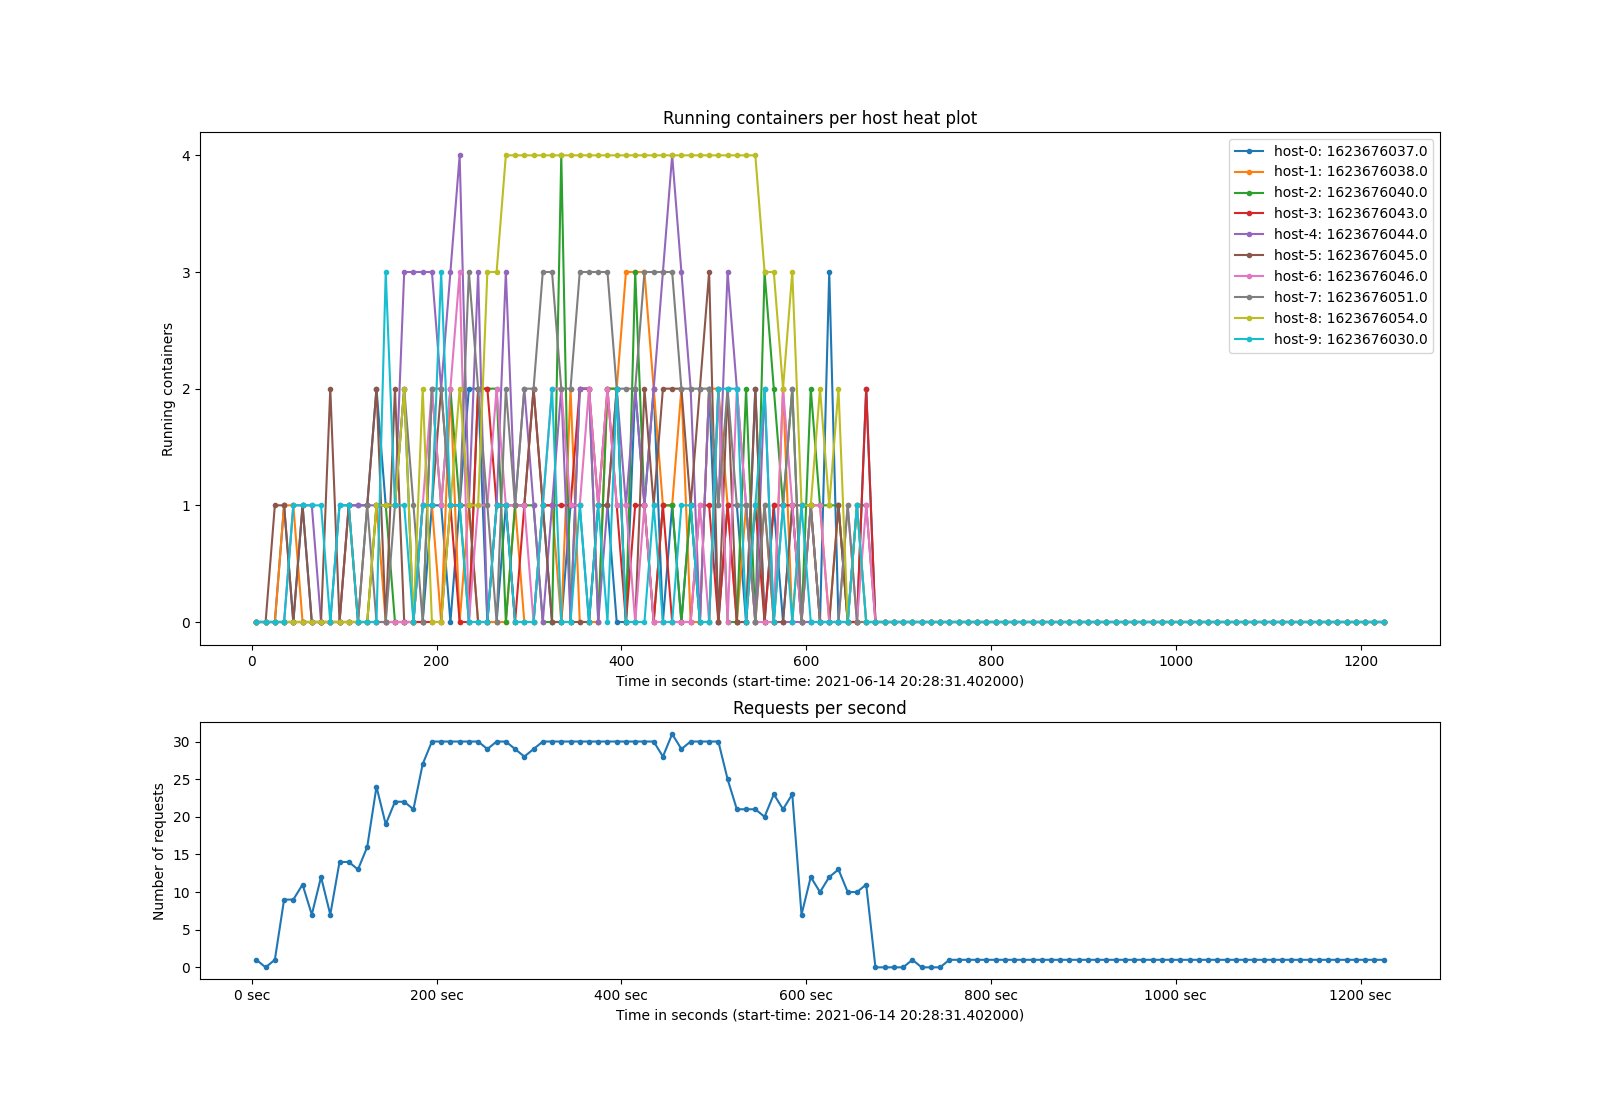 Running containers per host heat plot
Running containers
4
3
2
1
0
host-0: 1623676037.0
host-1: 1623676038.0
host-2: 1623676040.0
host-3: 1623676043.0
host-4: 1623676044.0
host-5: 1623676045.0
host-6: 1623676046.0
host-7: 1623676051.0
host-8: 1623676054.0
host-9: 1623676030.0
0 200 400 600 800 1000 1200
Time in seconds (start-time: 2021-06-14 20:28:31.402000)
Requests per second
Number of requests
30
25
20
15
10
5
0
0 sec 200 sec 400 sec 600 sec 800 sec 1000 sec 1200 sec
Time in seconds (start-time: 2021-06-14 20:28:31.402000)